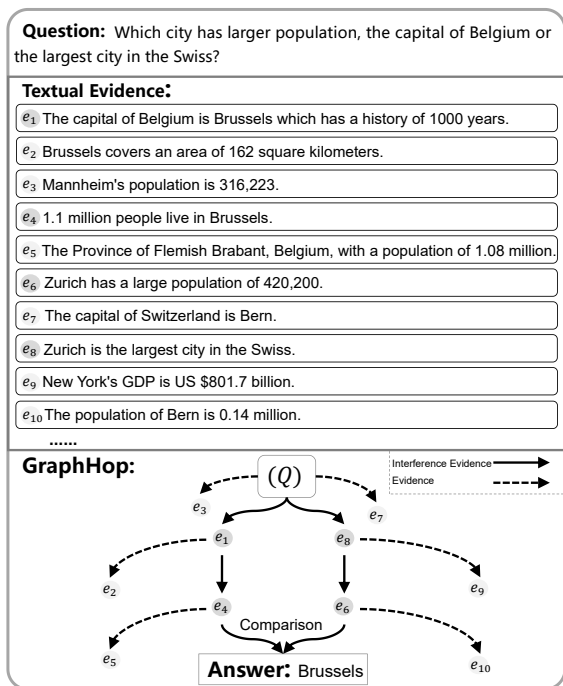 Question: Which city has larger population, the capital of Belgium or
the largest city in the Swiss?
Textual Evidence:
e1 The capital of Belgium is Brussels which has a history of 1000 years.
e2 Brussels covers an area of 162 square kilometers.
e3 Mannheim's population is 316,223.
e4 1.1 million people live in Brussels.
e5 The Province of Flemish Brabant, Belgium, with a population of 1.08 million.
e6 Zurich has a large population of 420,200.
e7 The capital of Switzerland is Bern.
e8 Zurich is the largest city in the Swiss.
e9 New York's GDP is US $801.7 billion.
e10 The population of Bern is 0.14 million.
......
GraphHop:
(Q)
Interference Evidence
Evidence
e3
e7
e1
e8
e2
e9
e4
e6
Comparison
e5
e10
Answer: Brussels